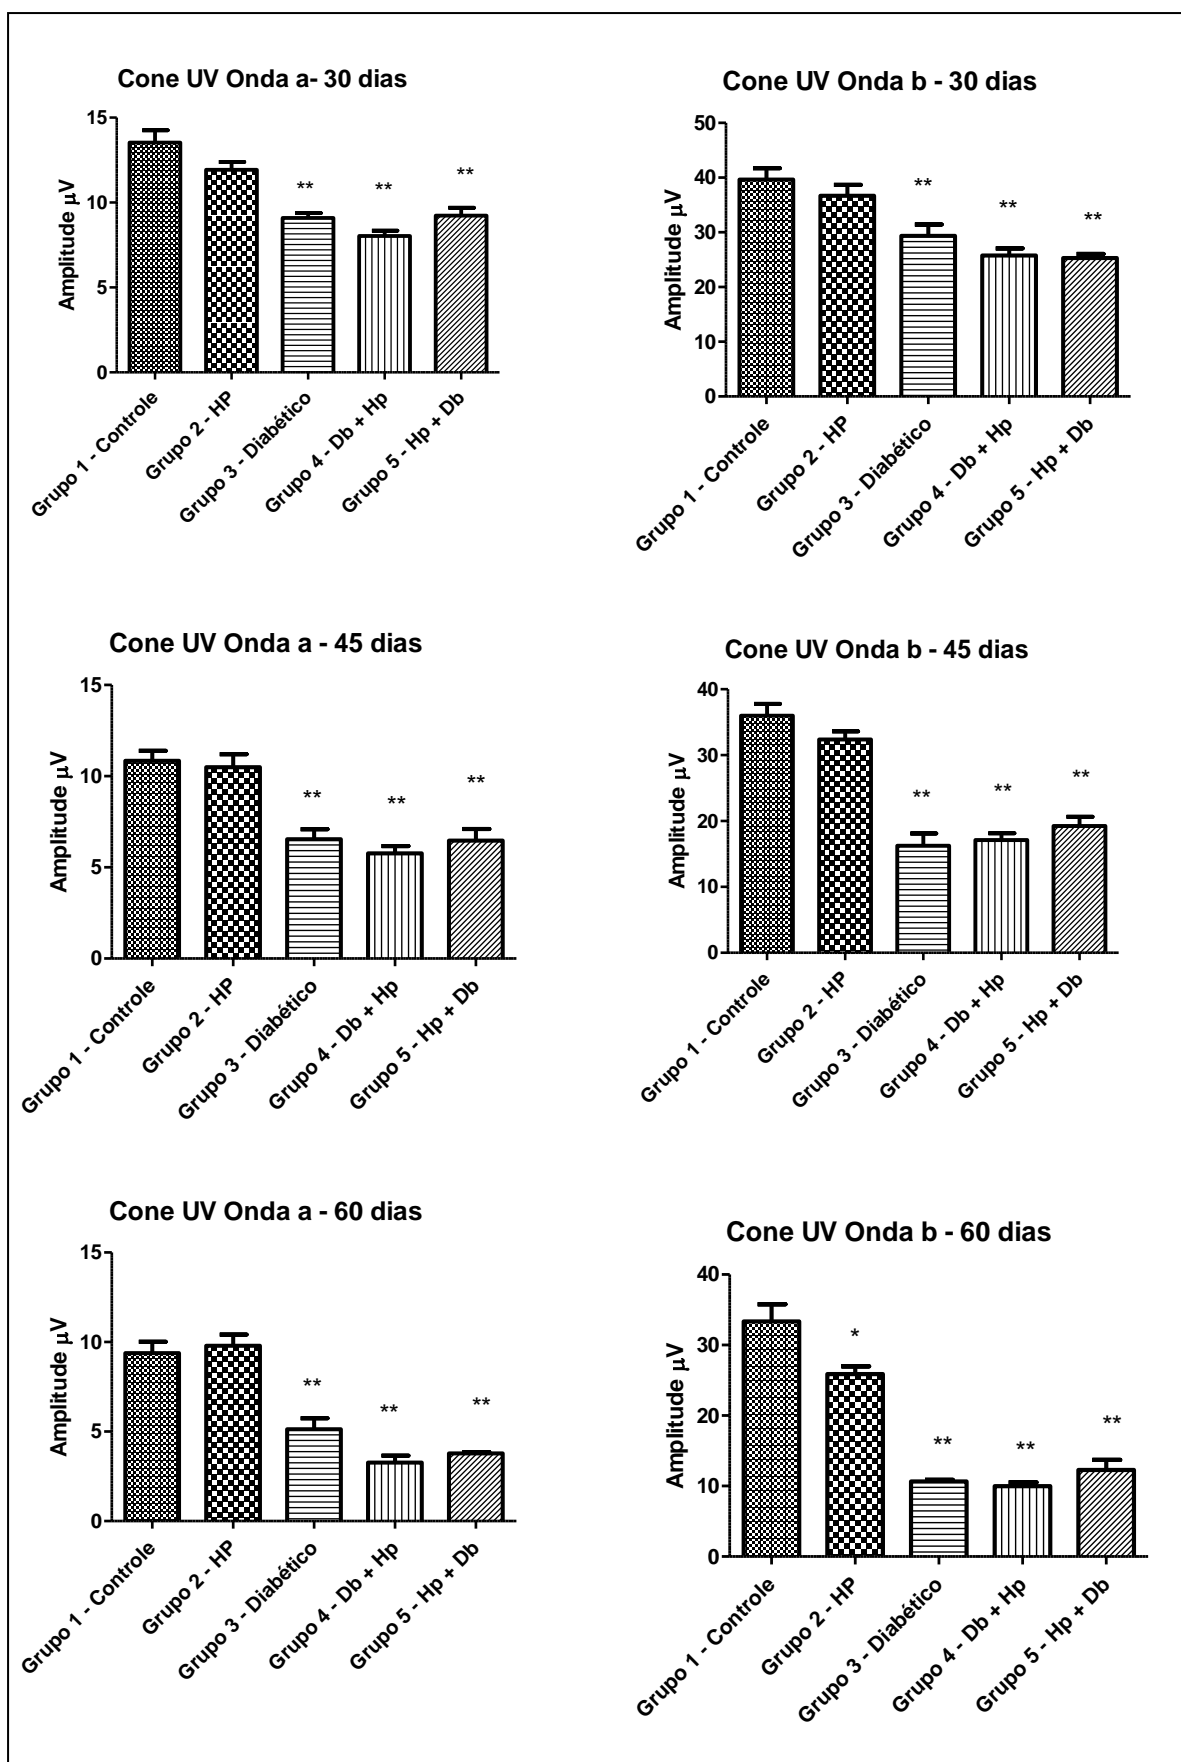 Cone UV Onda a- 30 dias
Amplitude µV
15
10
5
0
**
**
**
Grupo 1 - Controle
Grupo 2 - HP
Grupo 3 - Diabético
Grupo 4 - Db + Hp
Grupo 5 - Hp + Db
Cone UV Onda b - 30 dias
Amplitude µV
50
40
30
20
10
0
**
**
**
Grupo 1 - Controle
Grupo 2 - HP
Grupo 3 - Diabético
Grupo 4 - Db + Hp
Grupo 5 - Hp + Db
Cone UV Onda a - 45 dias
Amplitude µV
15
10
5
0
**
**
**
Grupo 1 - Controle
Grupo 2 - HP
Grupo 3 - Diabético
Grupo 4 - Db + Hp
Grupo 5 - Hp + Db
Cone UV Onda b - 45 dias
Amplitude µV
40
30
20
10
0
**
**
**
Grupo 1 - Controle
Grupo 2 - HP
Grupo 3 - Diabético
Grupo 4 - Db + Hp
Grupo 5 - Hp + Db
Cone UV Onda a - 60 dias
Amplitude µV
15
10
5
0
**
**
**
Grupo 1 - Controle
Grupo 2 - HP
Grupo 3 - Diabético
Grupo 4 - Db + Hp
Grupo 5 - Hp + Db
Cone UV Onda b - 60 dias
Amplitude µV
40
30
20
10
0
*
**
**
**
Grupo 1 - Controle
Grupo 2 - HP
Grupo 3 - Diabético
Grupo 4 - Db + Hp
Grupo 5 - Hp + Db